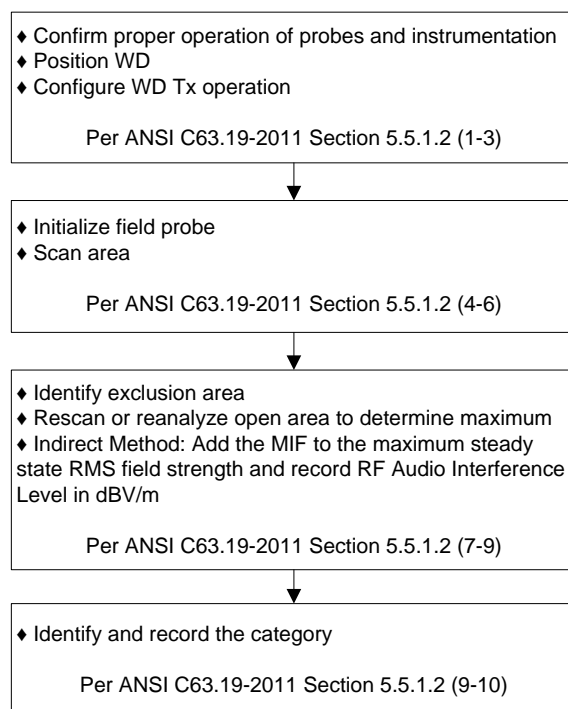 ♦ Confirm proper operation of probes and instrumentation
♦ Position WD
♦ Configure WD Tx operation
Per ANSI C63.19-2011 Section 5.5.1.2 (1-3)
♦ Initialize field probe
♦ Scan area
Per ANSI C63.19-2011 Section 5.5.1.2 (4-6)
♦ Identify exclusion area
♦ Rescan or reanalyze open area to determine maximum
♦ Indirect Method: Add the MIF to the maximum steady
state RMS field strength and record RF Audio Interference
Level in dBV/m
Per ANSI C63.19-2011 Section 5.5.1.2 (7-9)
♦ Identify and record the category
Per ANSI C63.19-2011 Section 5.5.1.2 (9-10)